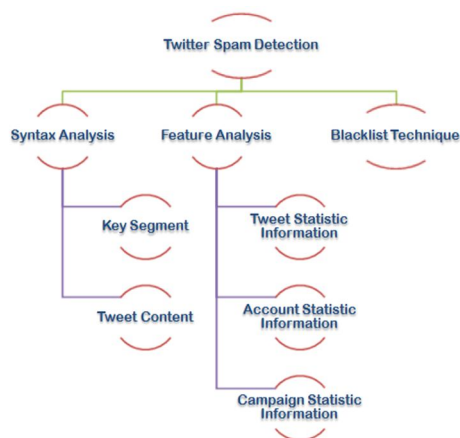 Twitter Spam Detection
Syntax Analysis
Feature Analysis
Blacklist Technique
Key Segment
Tweet Content
Tweet Statistic
Information
Account Statistic
Information
Campaign Statistic
Information